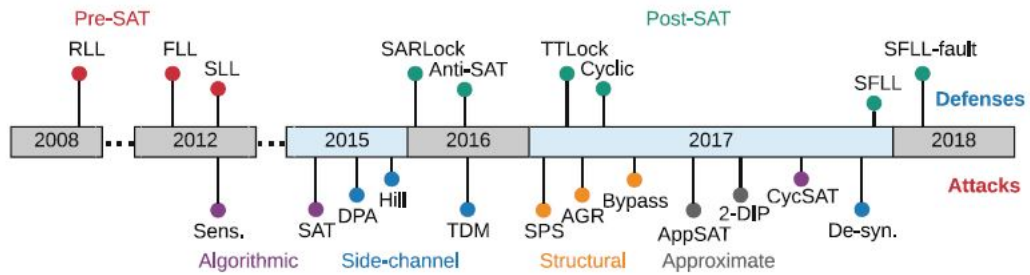 Pre-SAT Post-SAT
RLL FLL SLL SARLock Anti-SAT TTLock Cyclic SFLL SFLL-fault
Defenses
2008 2012 2015 2016 2017 2018
Attacks
Sens. SAT DPA Hill TDM SPS AGR Bypass AppSAT 2-DIP CycSAT De-syn.
Algorithmic Side-channel Structural Approximate